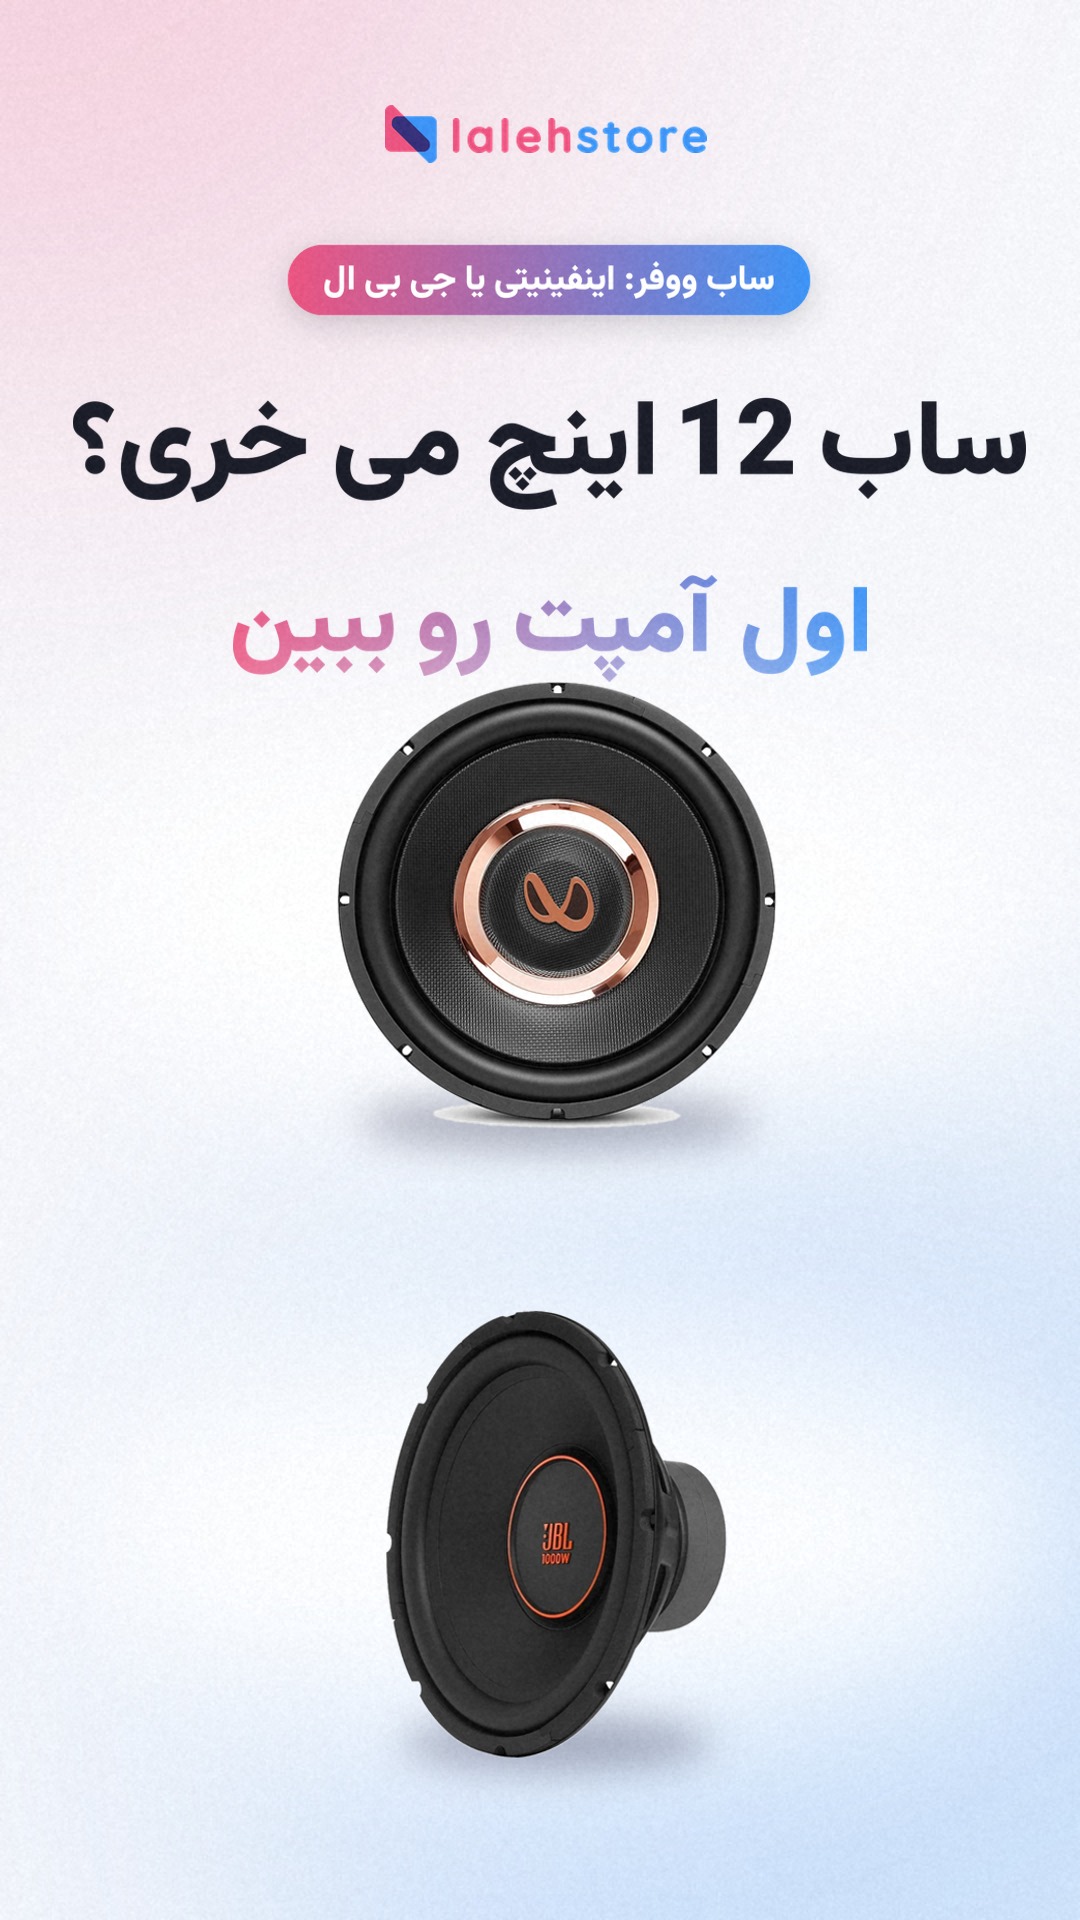 lalehstore
ساب ووفر: اینفینیتی یا جی بی ال
ساب 12 اینچ می خری؟
اول آمپت رو ببین
JBL
1000W